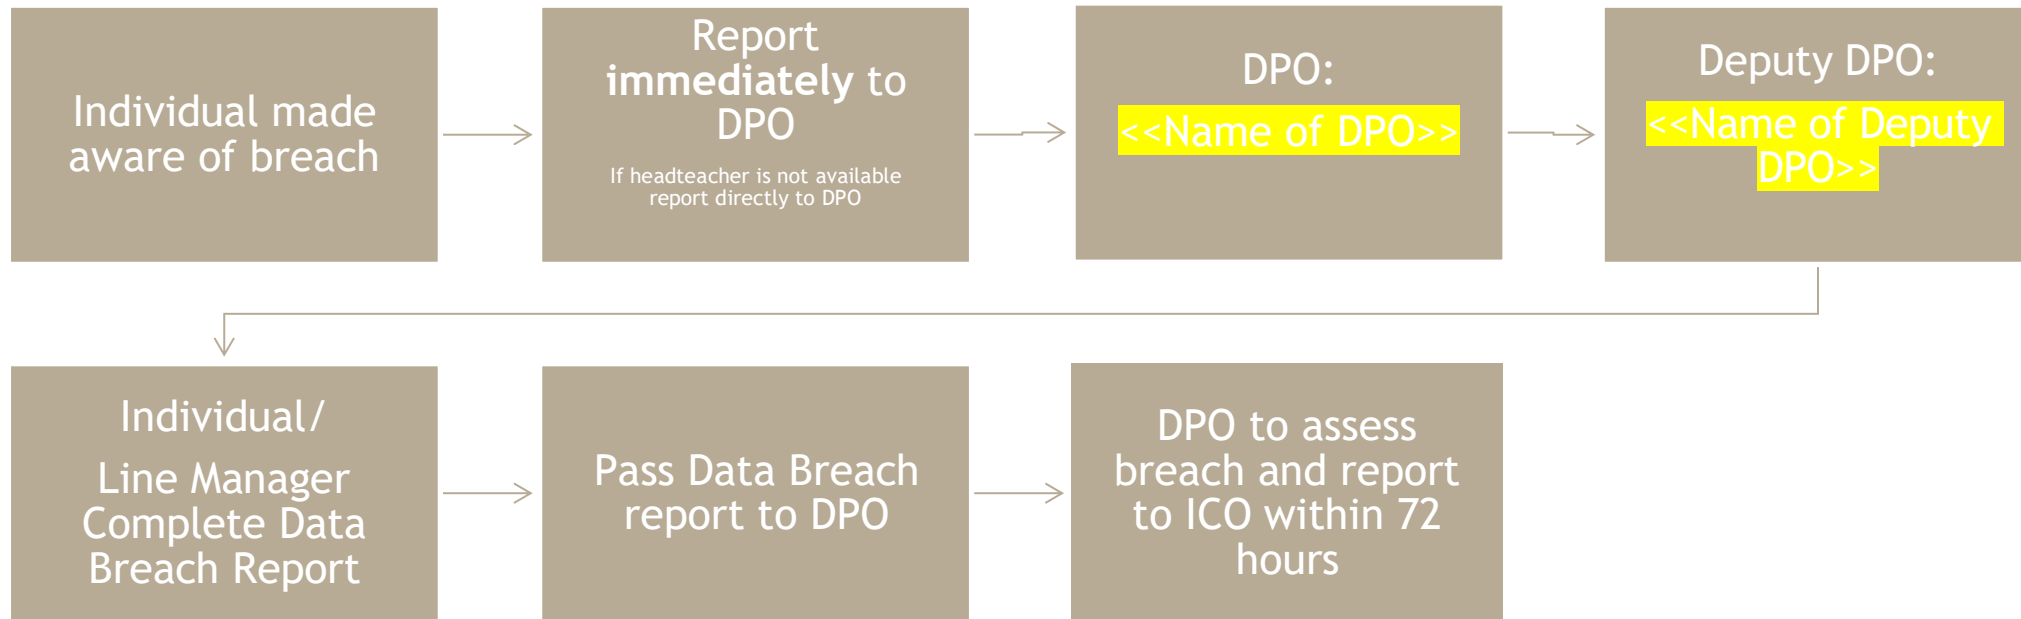 Individual made
aware of breach
Report
immediately to
DPO
If headteacher is not available
report directly to DPO
DPO:
<<Name of DPO>>
Deputy DPO:
<<Name of Deputy
DPO>>
Individual/
Line Manager
Complete Data
Breach Report
Pass Data Breach
report to DPO
DPO to assess
breach and report
to ICO within 72
hours